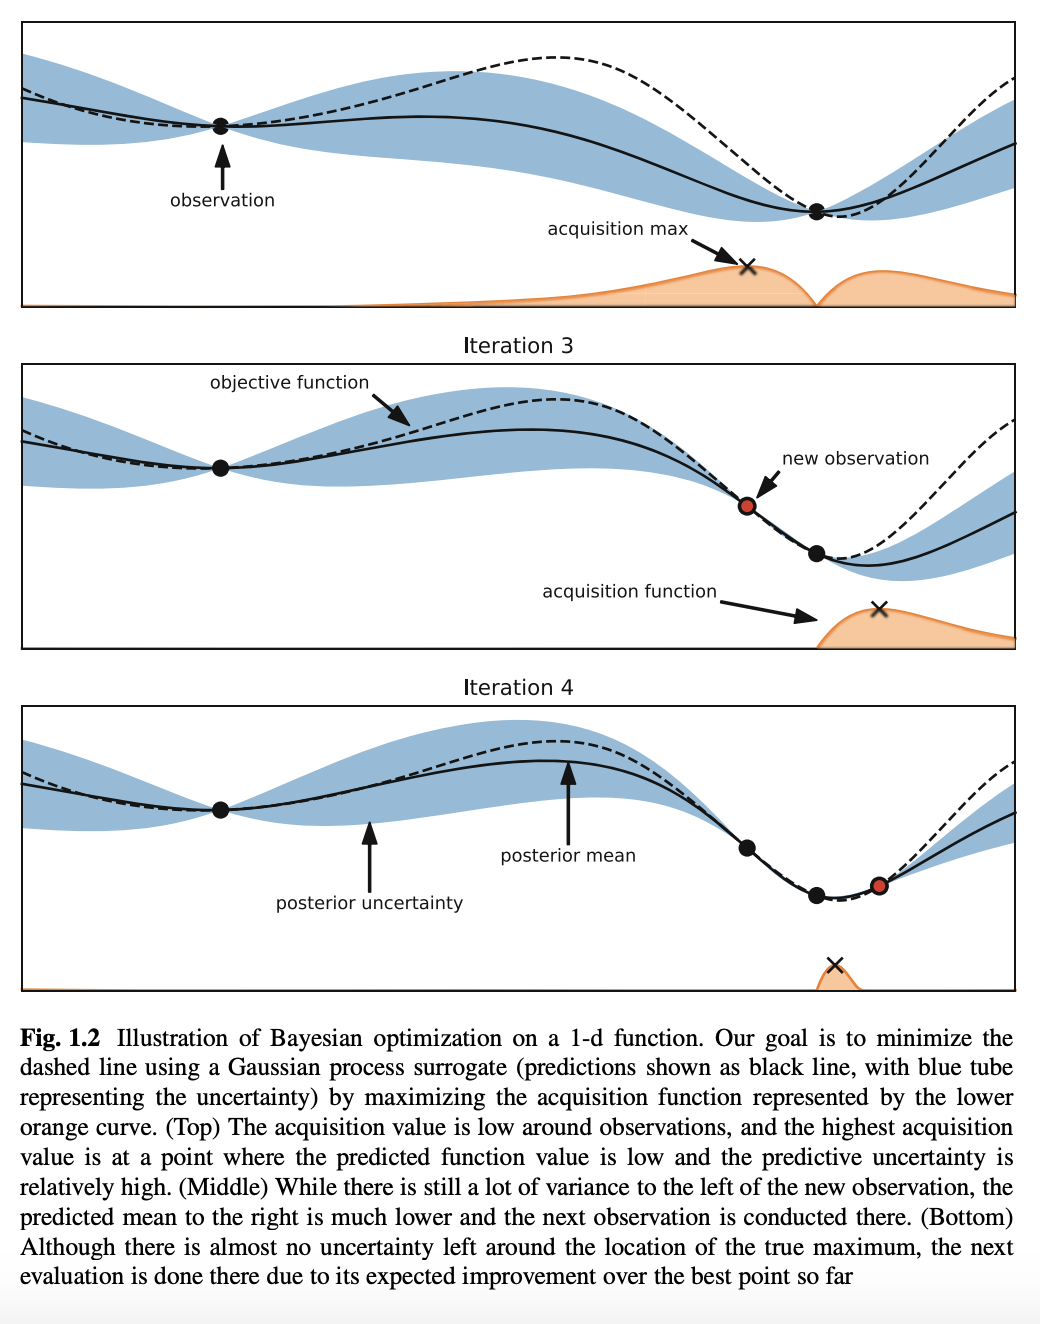 observation
acquisition max
Iteration 3
objective function
new observation
acquisition function
Iteration 4
posterior mean
posterior uncertainty
Fig. 1.2 Illustration of Bayesian optimization on a 1-d function. Our goal is to minimize the
dashed line using a Gaussian process surrogate (predictions shown as black line, with blue tube
representing the uncertainty) by maximizing the acquisition function represented by the lower
orange curve. (Top) The acquisition value is low around observations, and the highest acquisition
value is at a point where the predicted function value is low and the predictive uncertainty is
relatively high. (Middle) While there is still a lot of variance to the left of the new observation, the
predicted mean to the right is much lower and the next observation is conducted there. (Bottom)
Although there is almost no uncertainty left around the location of the true maximum, the next
evaluation is done there due to its expected improvement over the best point so far